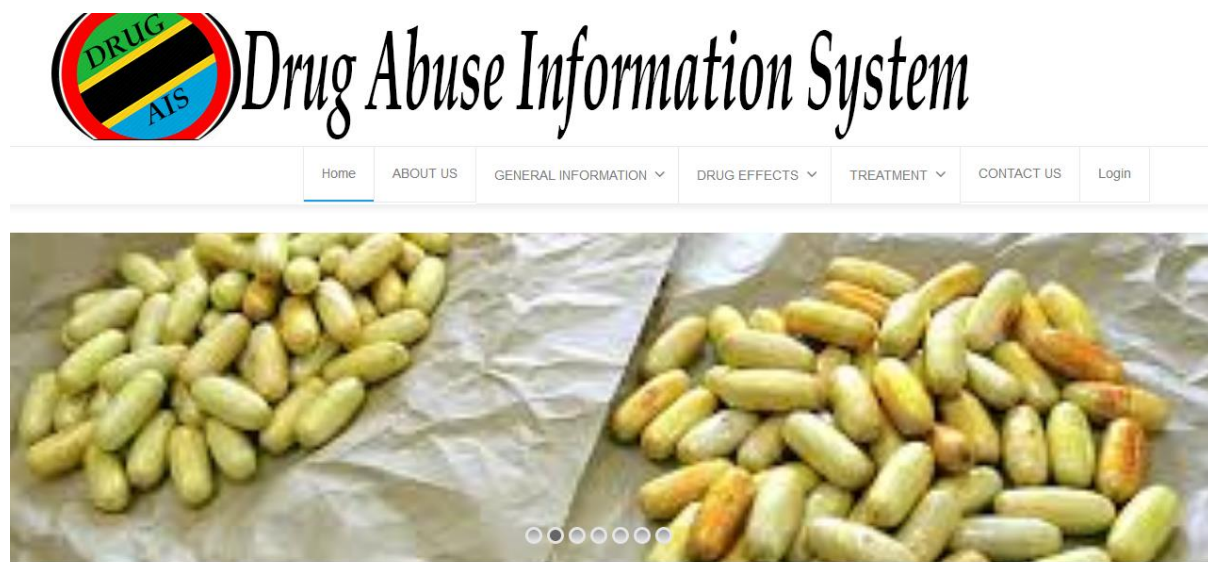 DRUG
AIS
Drug Abuse Information System
Home ABOUT US GENERAL INFORMATION DRUG EFFECTS TREATMENT CONTACT US Login